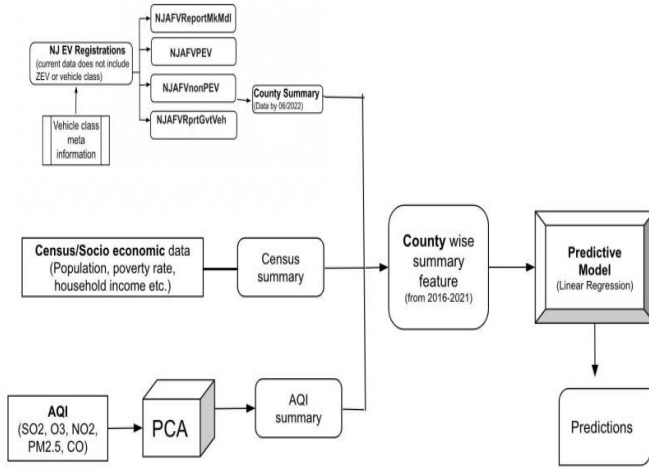 NJAFVReportMkMdl
NJ EV Registrations
(current data does not include
ZEV or vehicle class)
NJAFVPEV
NJAFVnonPEV
County Summary
(Data by 06/2022)
NJAFVRprtGvtVeh
Vehicle class
meta
information
Census/Socio economic data
(Population, poverty rate,
household income etc.)
Census
summary
County wise
summary
feature
(from 2016-2021)
Predictive
Model
(Linear Regression)
AQI
(SO2, O3, NO2,
PM2.5, CO)
PCA
AQI
summary
Predictions